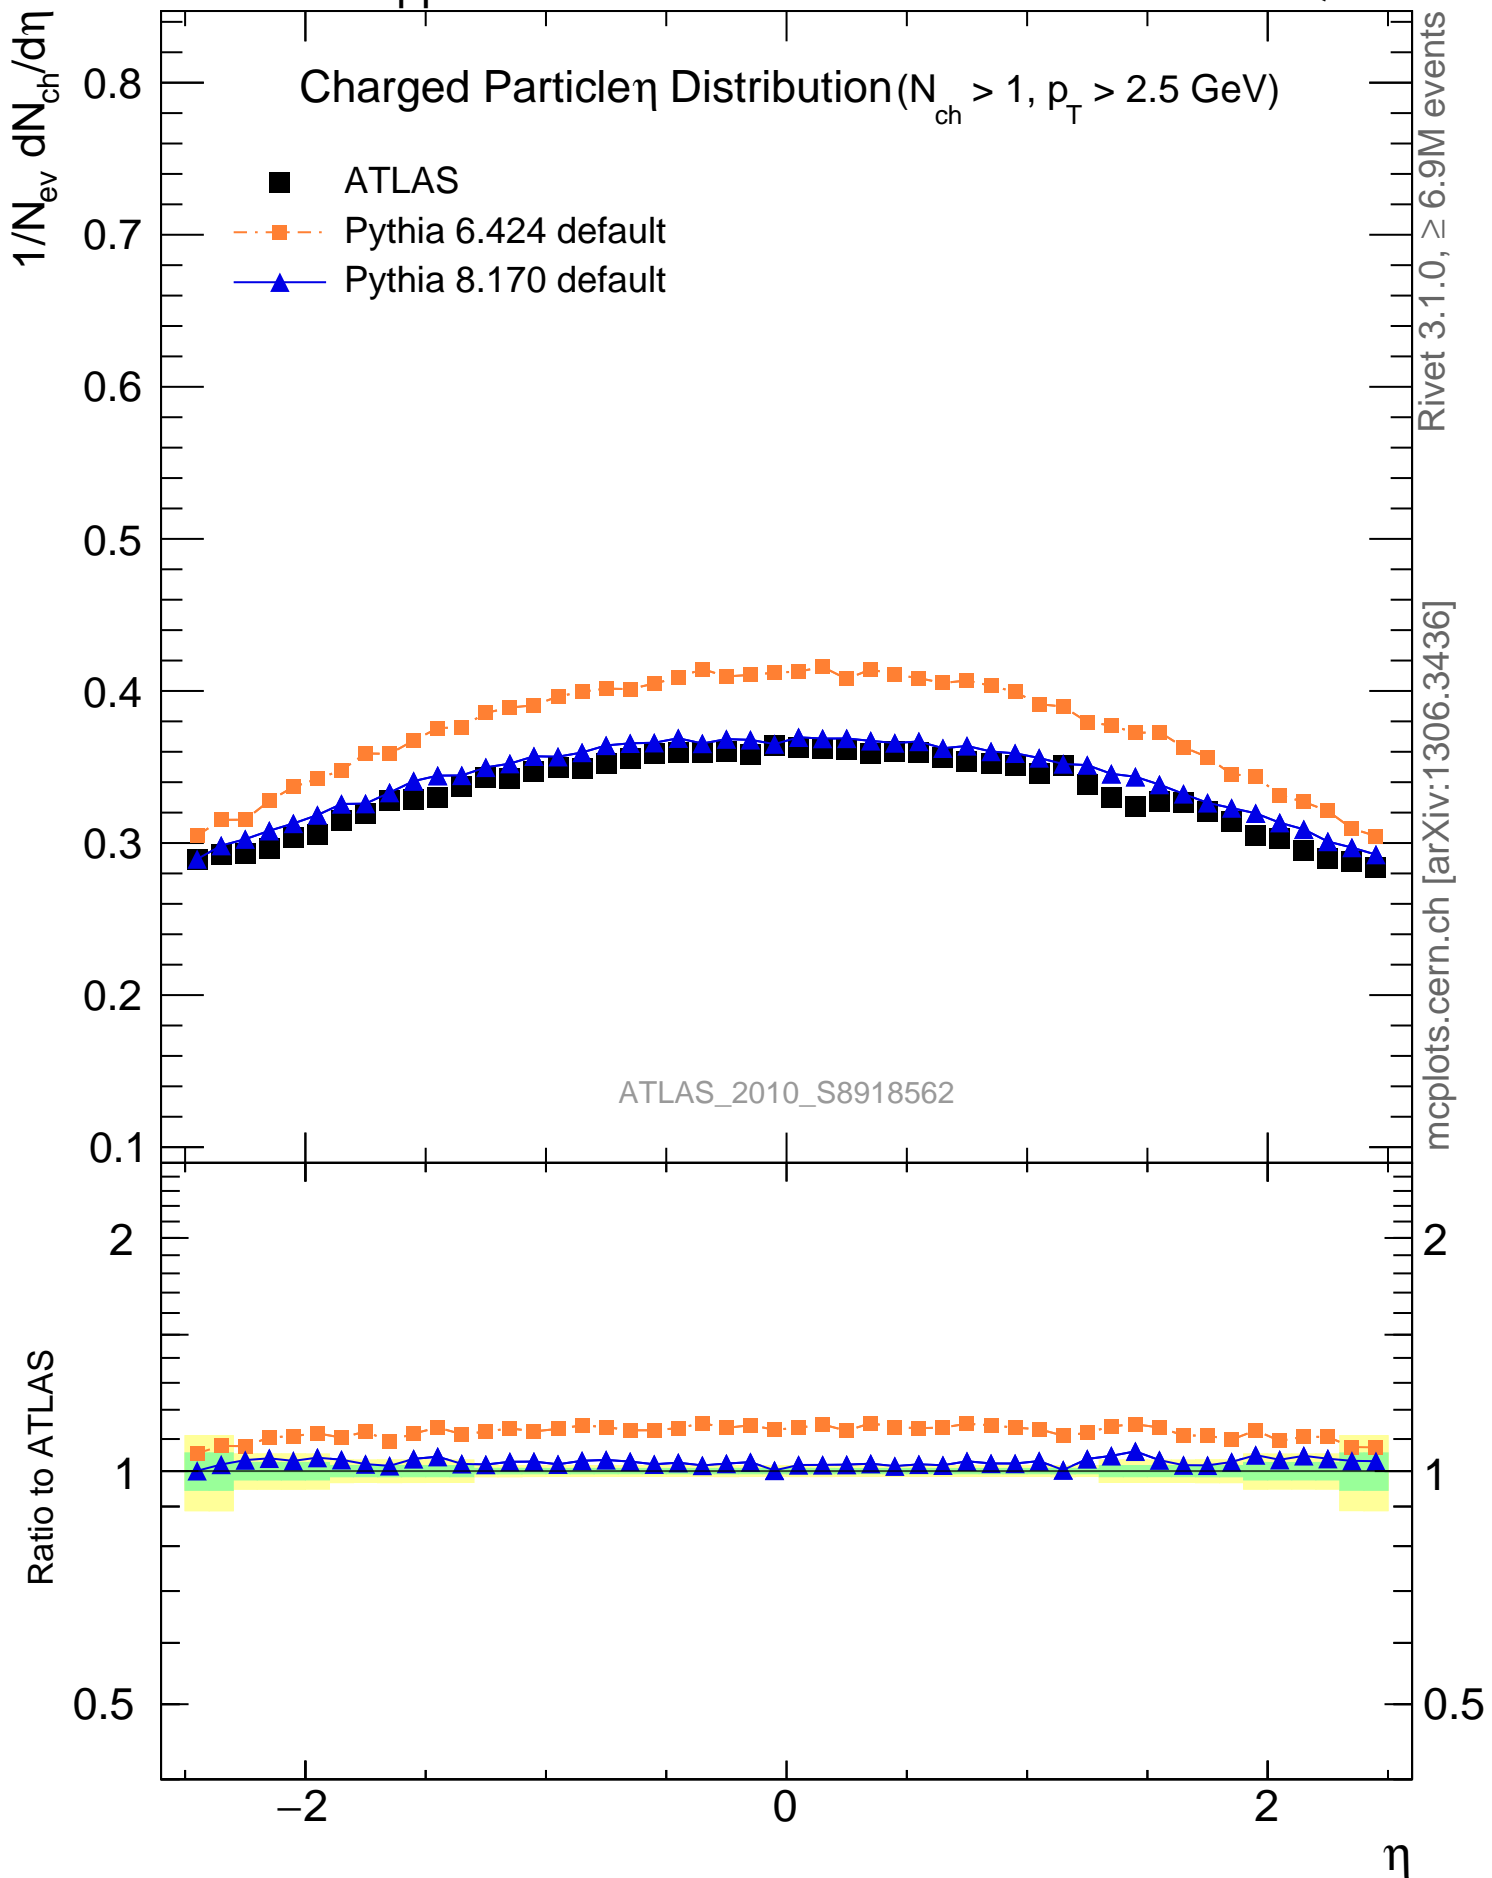 pp
Charged Particleη Distribution (N_ch > 1, p_T > 2.5 GeV)
ATLAS
Pythia 6.424 default
Pythia 8.170 default
1/N_ev dN_ch/dη
0.8
0.7
0.6
0.5
0.4
0.3
0.2
0.1
ATLAS_2010_S8918562
Rivet 3.1.0, ≥ 6.9M events
mcplots.cern.ch [arXiv:1306.3436]
Ratio to ATLAS
2
1
0.5
2
1
0.5
−2
0
2
η